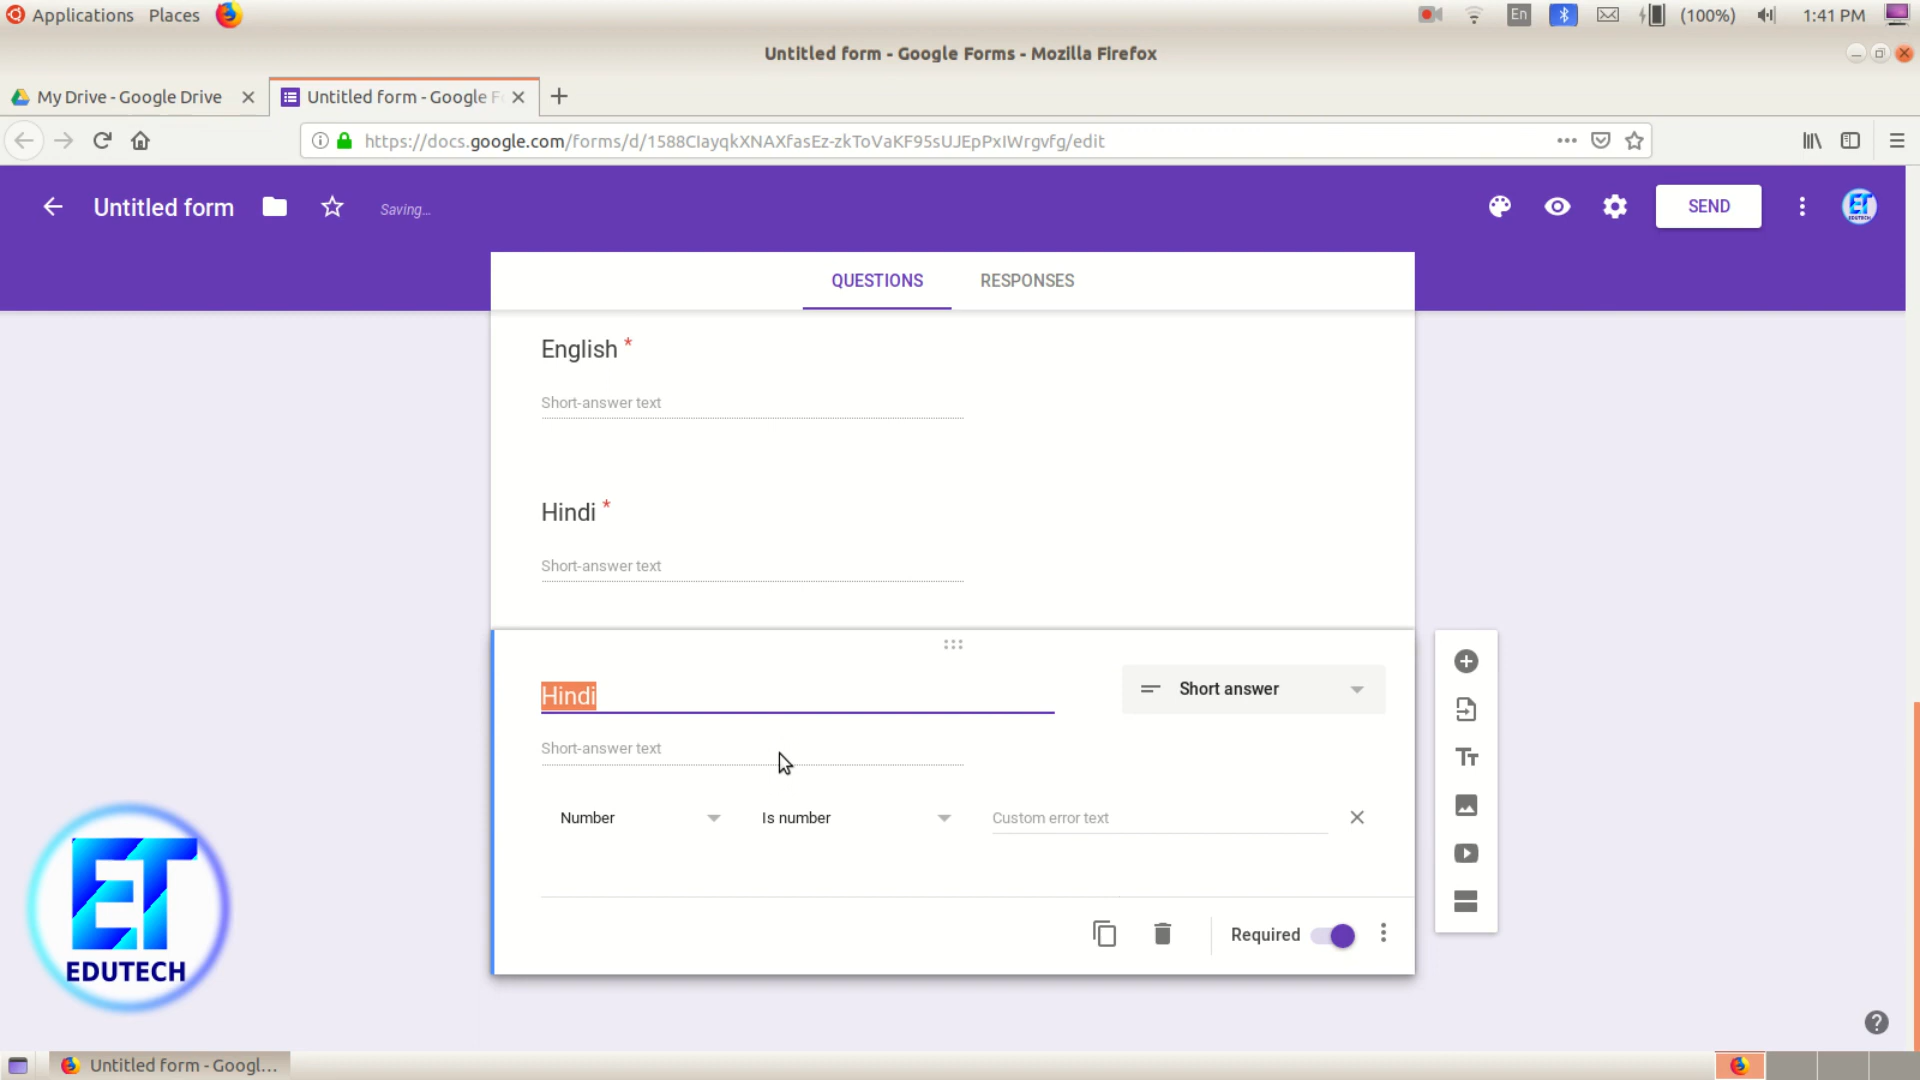 Applications Places En (100%) 1:41 PM
Untitled form - Google Forms - Mozilla Firefox
My Drive - Google Drive Untitled form - Google F
https://docs.google.com/forms/d/1588CIayqkXNAXfasEz-zkToVaKF95sUJEpPxIWrgvfg/edit
Untitled form Saving... SEND
QUESTIONS RESPONSES
English *
Short-answer text
Hindi *
Short-answer text
Hindi Short answer
Short-answer text
Number Is number Custom error text
Required
ET
EDUTECH
Untitled form - Googl...